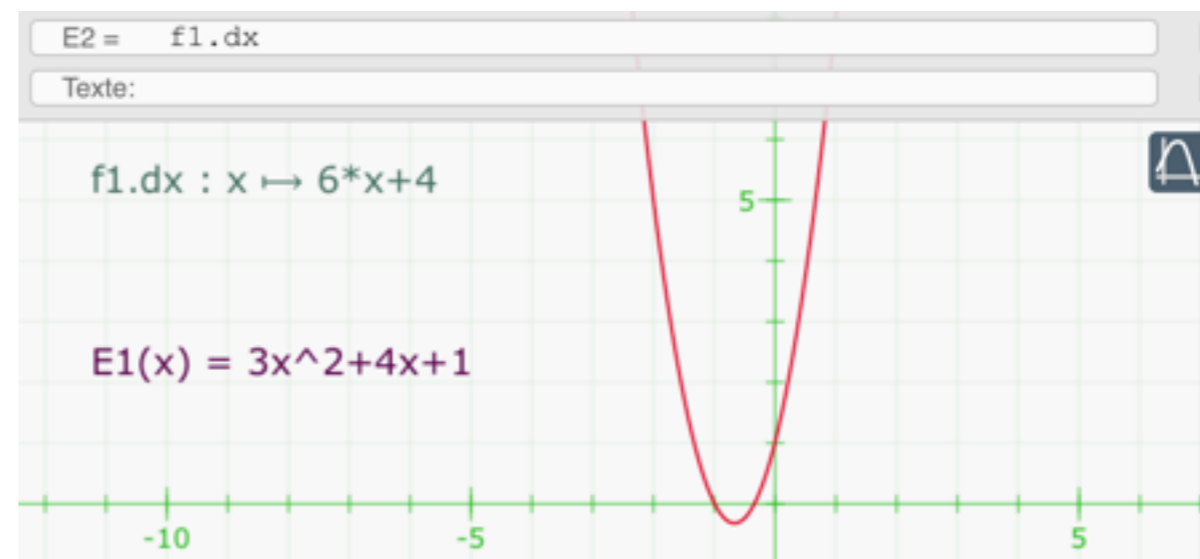 E2 = f1.dx
Texte:
f1.dx : x ⟼ 6*x+4
5
E1(x) = 3x^2+4x+1
-10 -5 5